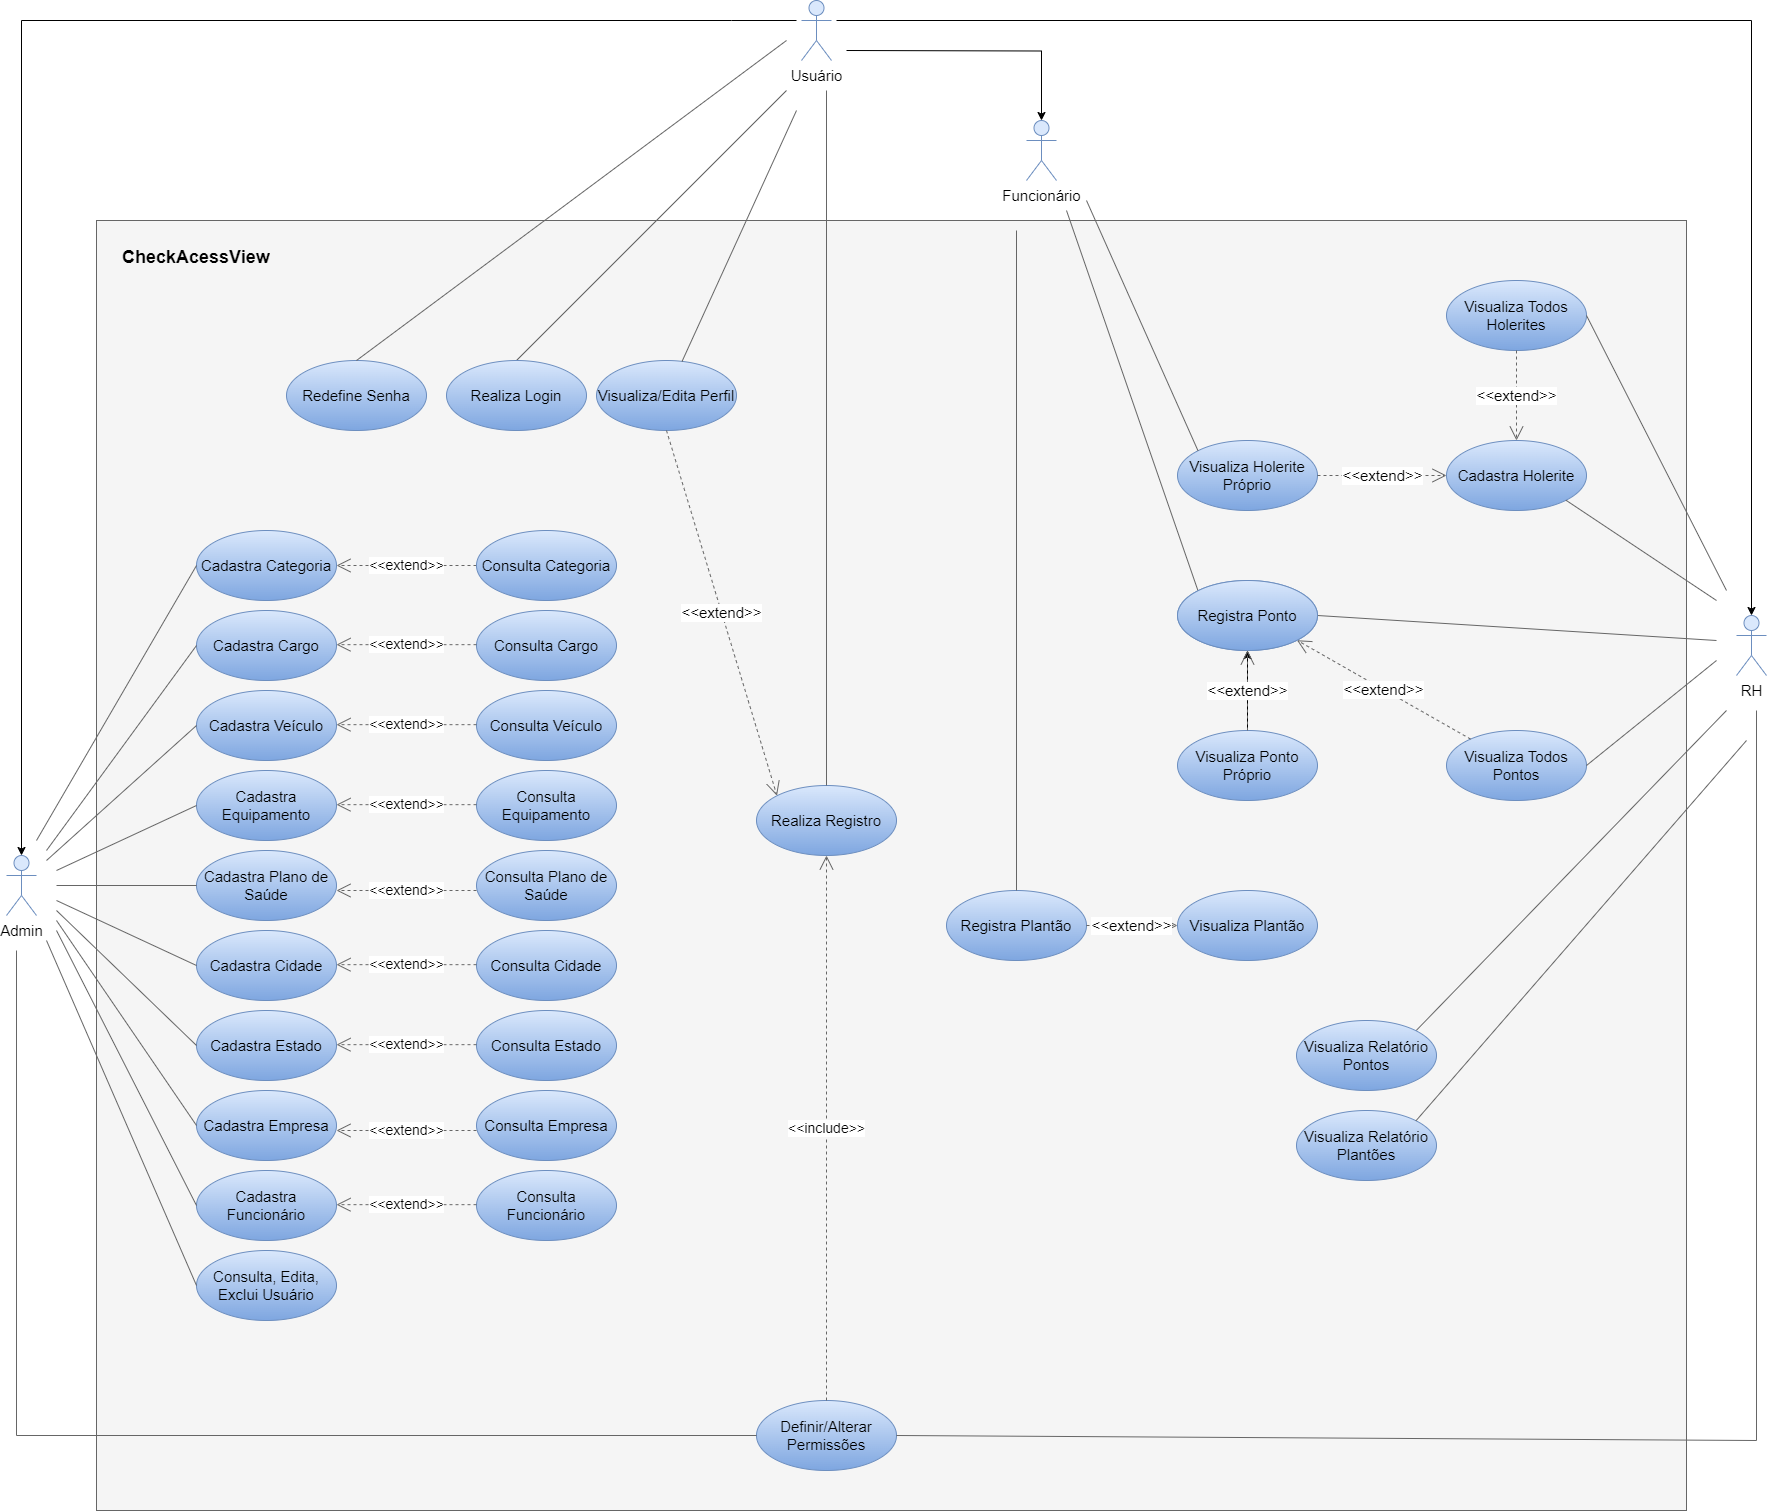 Usuário
Funcionário
CheckAcessView
Visualiza Todos
Holerites
Redefine Senha
Realiza Login
Visualiza/Edita Perfil
<<extend>>
Visualiza Holerite
Próprio
<<extend>>
Cadastra Holerite
Cadastra Categoria
<<extend>>
Consulta Categoria
<<extend>>
Registra Ponto
Cadastra Cargo
<<extend>>
Consulta Cargo
<<extend>>
<<extend>>
RH
Cadastra Veículo
<<extend>>
Consulta Veículo
Visualiza Ponto
Próprio
Visualiza Todos
Pontos
Cadastra
Equipamento
<<extend>>
Consulta
Equipamento
Realiza Registro
Cadastra Plano de
Saúde
<<extend>>
Consulta Plano de
Saúde
Admin
Registra Plantão
<<extend>>
Visualiza Plantão
Cadastra Cidade
<<extend>>
Consulta Cidade
Cadastra Estado
<<extend>>
Consulta Estado
Visualiza Relatório
Pontos
Cadastra Empresa
<<extend>>
Consulta Empresa
<<include>>
Visualiza Relatório
Plantões
Cadastra
Funcionário
<<extend>>
Consulta
Funcionário
Consulta, Edita,
Exclui Usuário
Definir/Alterar
Permissões